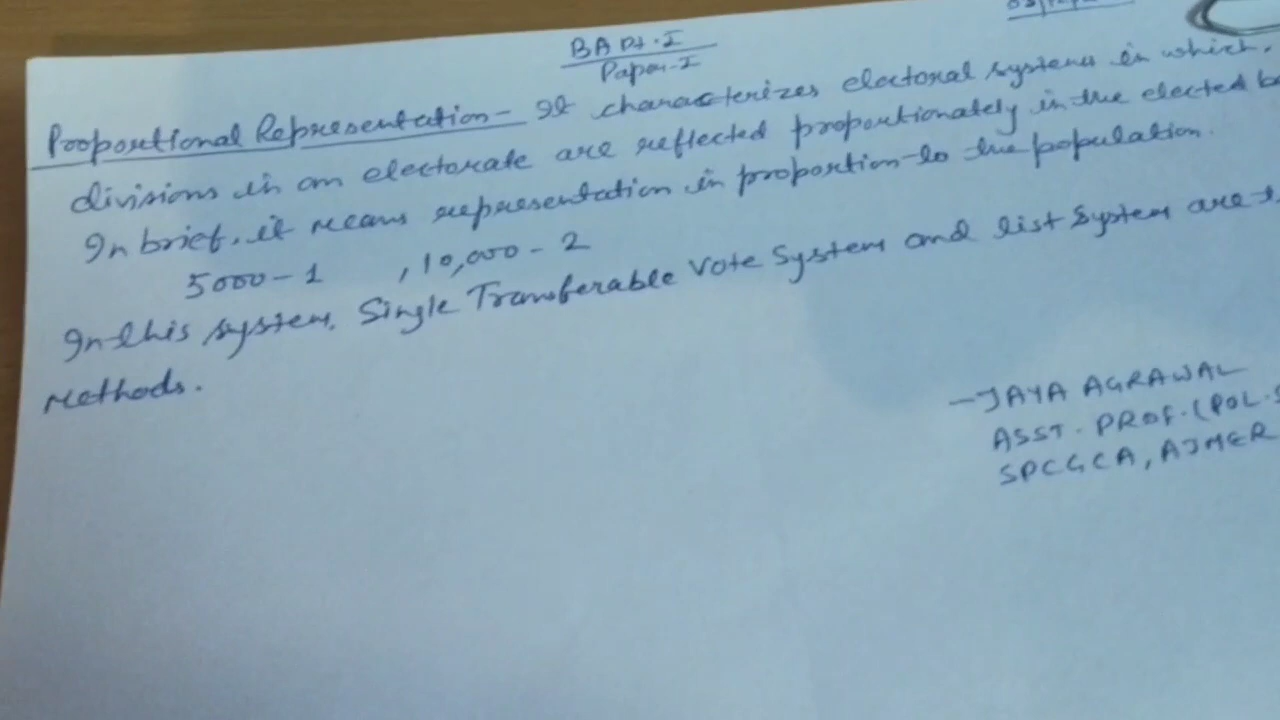 BA Pt. I
Paper-I
Proportional Representation - It characterizes electoral systems in which
divisions in an electorate are reflected proportionately in the elected
In brief, it means representation in proportion to the population.
5000-1 , 10,000-2
In this system, Single Transferable Vote System and list System are
methods.
- JAYA AGRAWAL
ASST. PROF. (POL.
SPCGCA, AJMER